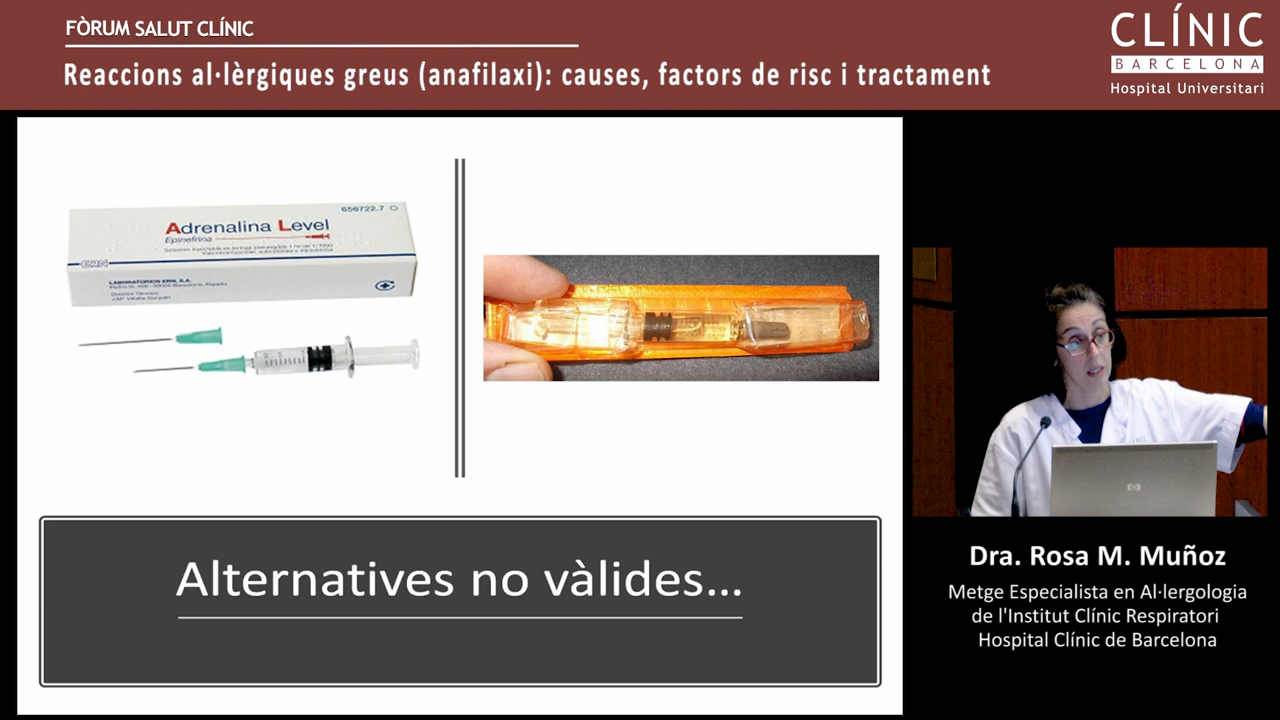 FÒRUM SALUT CLÍNIC
Reaccions al·lèrgiques greus (anafilaxi): causes, factors de risc i tractament
CLÍNIC
BARCELONA
Hospital Universitari
656722.7
Adrenalina Level
Epinefrina
ERN
LABORATORIOS ERN, S.A.
Alternatives no vàlides...
hp
Dra. Rosa M. Muñoz
Metge Especialista en Al·lergologia
de l'Institut Clínic Respiratori
Hospital Clínic de Barcelona